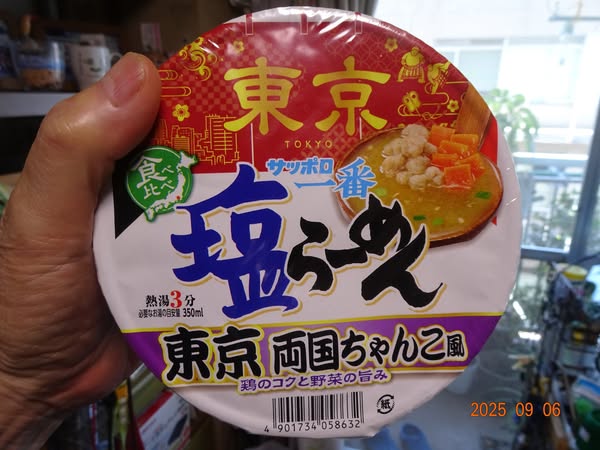 東京
TOKYO
食べ比べ
サッポロ一番
塩らーめん
熱湯3分
必要なお湯の目安量 350ml
東京 両国ちゃんこ風
鶏のコクと野菜の旨み
紙
4 901734 058632
2025 09 06